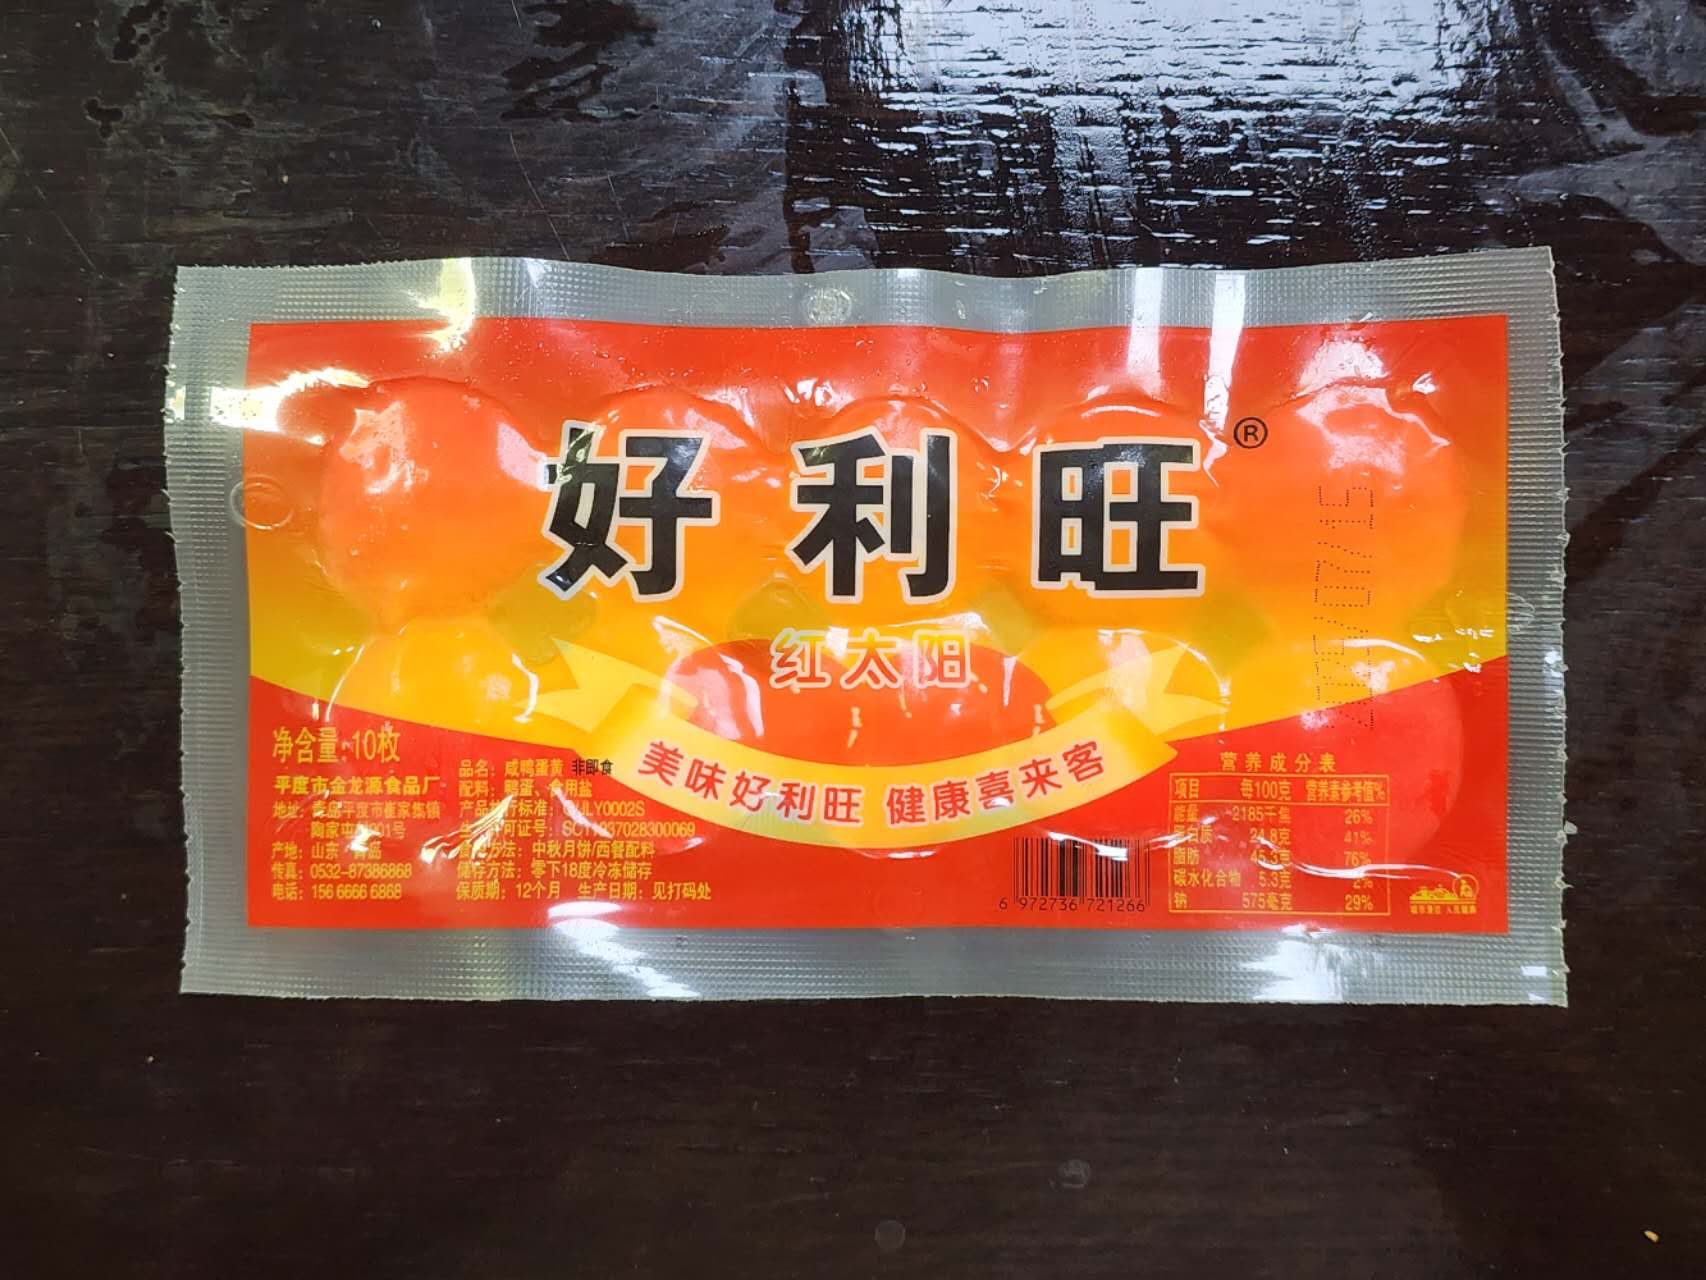 好利旺®
红太阳
美味好利旺 健康喜来客
净含量:10枚
平度市金龙源食品厂
地址: 青岛平度市崔家集镇
陶家屯
产地: 山东 青岛
传真: 0532-87386868
电话: 156 6666 6868
品名: 咸鸭蛋黄 非即食
配料: 鸭蛋、食用盐
产品执行标准:
生产许可证号: SC11037028300069
食用方法: 中秋月饼/西餐配料
储存方法: 零下18度冷冻储存
保质期: 12个月 生产日期: 见打码处
6 972736 721266
营养成分表
项目 每100克 营养素参考值%
能量 2185千焦 26%
蛋白质 24.8克 41%
脂肪 45.3克 76%
碳水化合物 5.3克 2%
钠 575毫克 29%